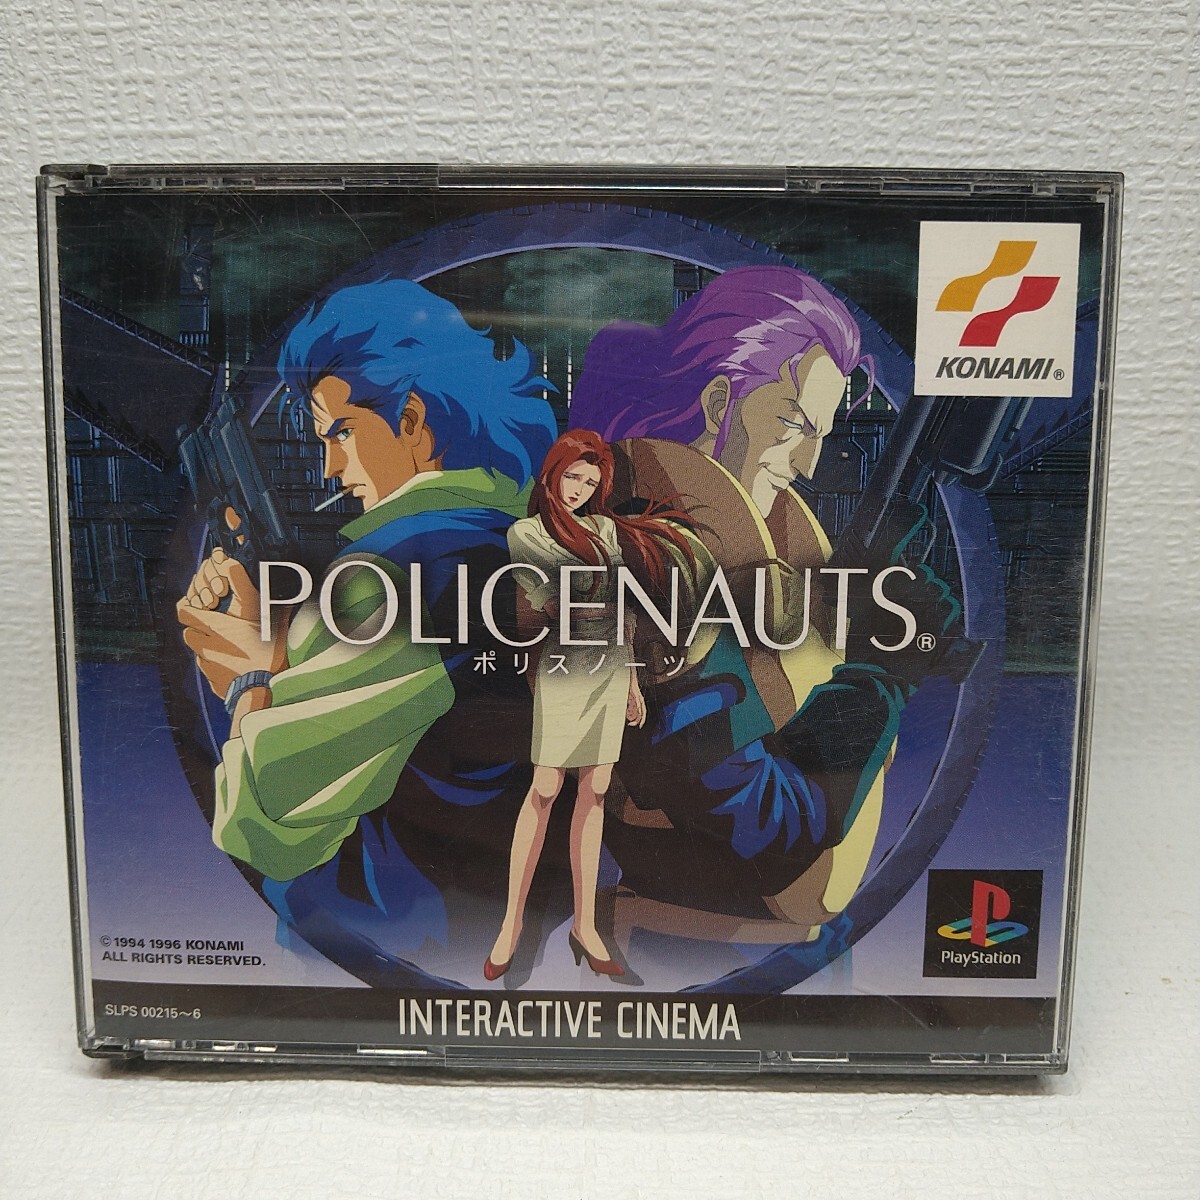 KONAMI®
POLICENAUTS®
ポリスノーツ
© 1994 1996 KONAMI
ALL RIGHTS RESERVED.
PlayStation
SLPS 00215～6
INTERACTIVE CINEMA